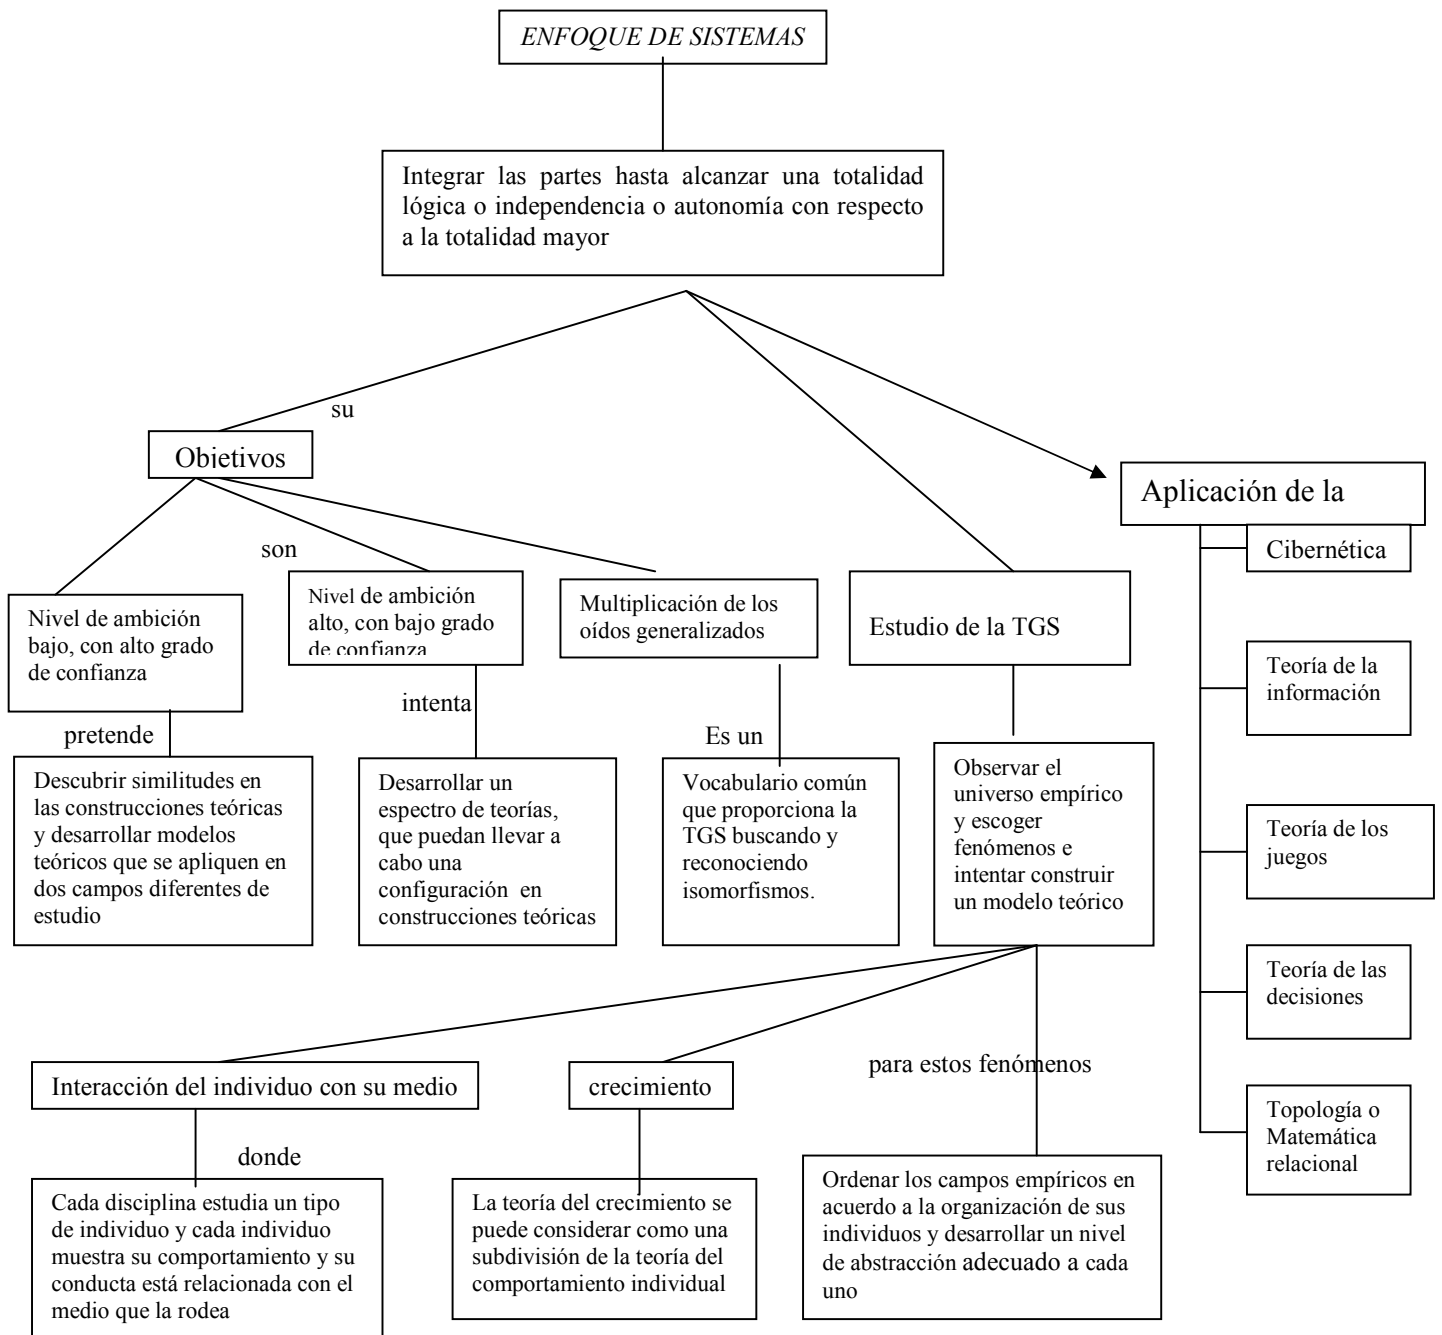 ENFOQUE DE SISTEMAS
Integrar las partes hasta alcanzar una totalidad
lógica o independencia o autonomía con respecto
a la totalidad mayor
su
Objetivos
son
Nivel de ambición
bajo, con alto grado
de confianza
pretende
Descubrir similitudes en
las construcciones teóricas
y desarrollar modelos
teóricos que se apliquen en
dos campos diferentes de
estudio
Nivel de ambición
alto, con bajo grado
de confianza
intenta
Desarrollar un
espectro de teorías,
que puedan llevar a
cabo una
configuración en
construcciones teóricas
Multiplicación de los
oídos generalizados
Es un
Vocabulario común
que proporciona la
TGS buscando y
reconociendo
isomorfismos.
Estudio de la TGS
Observar el
universo empírico
y escoger
fenómenos e
intentar construir
un modelo teórico
Interacción del individuo con su medio
donde
Cada disciplina estudia un tipo
de individuo y cada individuo
muestra su comportamiento y su
conducta está relacionada con el
medio que la rodea
crecimiento
La teoría del crecimiento se
puede considerar como una
subdivisión de la teoría del
comportamiento individual
para estos fenómenos
Ordenar los campos empíricos en
acuerdo a la organización de sus
individuos y desarrollar un nivel
de abstracción adecuado a cada
uno
Aplicación de la
Cibernética
Teoría de la
información
Teoría de los
juegos
Teoría de las
decisiones
Topología o
Matemática
relacional